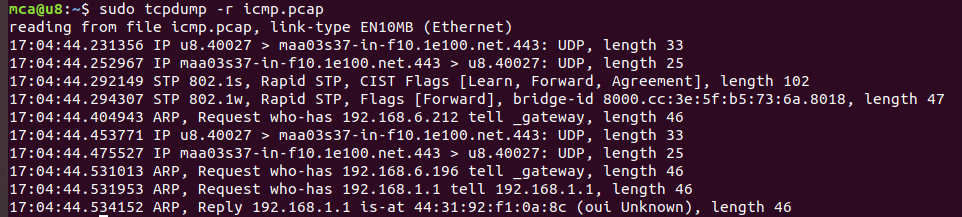 mca@u8:~$ sudo tcpdump -r icmp.pcap
reading from file icmp.pcap, link-type EN10MB (Ethernet)
17:04:44.231356 IP u8.40027 > maa03s37-in-f10.1e100.net.443: UDP, length 33
17:04:44.252967 IP maa03s37-in-f10.1e100.net.443 > u8.40027: UDP, length 25
17:04:44.292149 STP 802.1s, Rapid STP, CIST Flags [Learn, Forward, Agreement], length 102
17:04:44.294307 STP 802.1w, Rapid STP, Flags [Forward], bridge-id 8000.cc:3e:5f:b5:73:6a.8018, length 47
17:04:44.404943 ARP, Request who-has 192.168.6.212 tell _gateway, length 46
17:04:44.453771 IP u8.40027 > maa03s37-in-f10.1e100.net.443: UDP, length 33
17:04:44.475527 IP maa03s37-in-f10.1e100.net.443 > u8.40027: UDP, length 25
17:04:44.531013 ARP, Request who-has 192.168.6.196 tell _gateway, length 46
17:04:44.531953 ARP, Request who-has 192.168.1.1 tell 192.168.1.1, length 46
17:04:44.534152 ARP, Reply 192.168.1.1 is-at 44:31:92:f1:0a:8c (oui Unknown), length 46